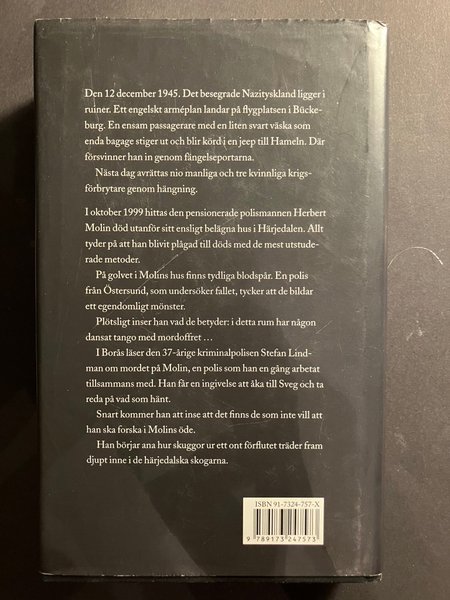 Den 12 december 1945. Det besegrade Nazityskland ligger i
ruiner. Ett engelskt arméplan landar på flygplatsen i Bücke-
burg. En ensam passagerare med en liten svart väska som
enda bagage stiger ut och blir körd i en jeep till Hameln. Där
försvinner han in genom fängelseportarna.
Nästa dag avrättas nio manliga och tre kvinnliga krigs-
förbrytare genom hängning.
I oktober 1999 hittas den pensionerade polismannen Herbert
Molin död utanför sitt ensligt belägna hus i Härjedalen. Allt
tyder på att han blivit plågad till döds med de mest utstude-
rade metoder.
På golvet i Molins hus finns tydliga blodspår. En polis
från Östersund, som undersöker fallet, tycker att de bildar
ett egendomligt mönster.
Plötsligt inser han vad de betyder: i detta rum har någon
dansat tango med mordoffret …
I Borås läser den 37-årige kriminalpolisen Stefan Lind-
man om mordet på Molin, en polis som han en gång arbetat
tillsammans med. Han får en ingivelse att åka till Sveg och ta
reda på vad som hänt.
Snart kommer han att inse att det finns de som inte vill att
han ska forska i Molins öde.
Han börjar ana hur skuggor ur ett ont förflutet träder fram
djupt inne i de härjedalska skogarna.
ISBN 91-7324-757-X
9 789173 247573